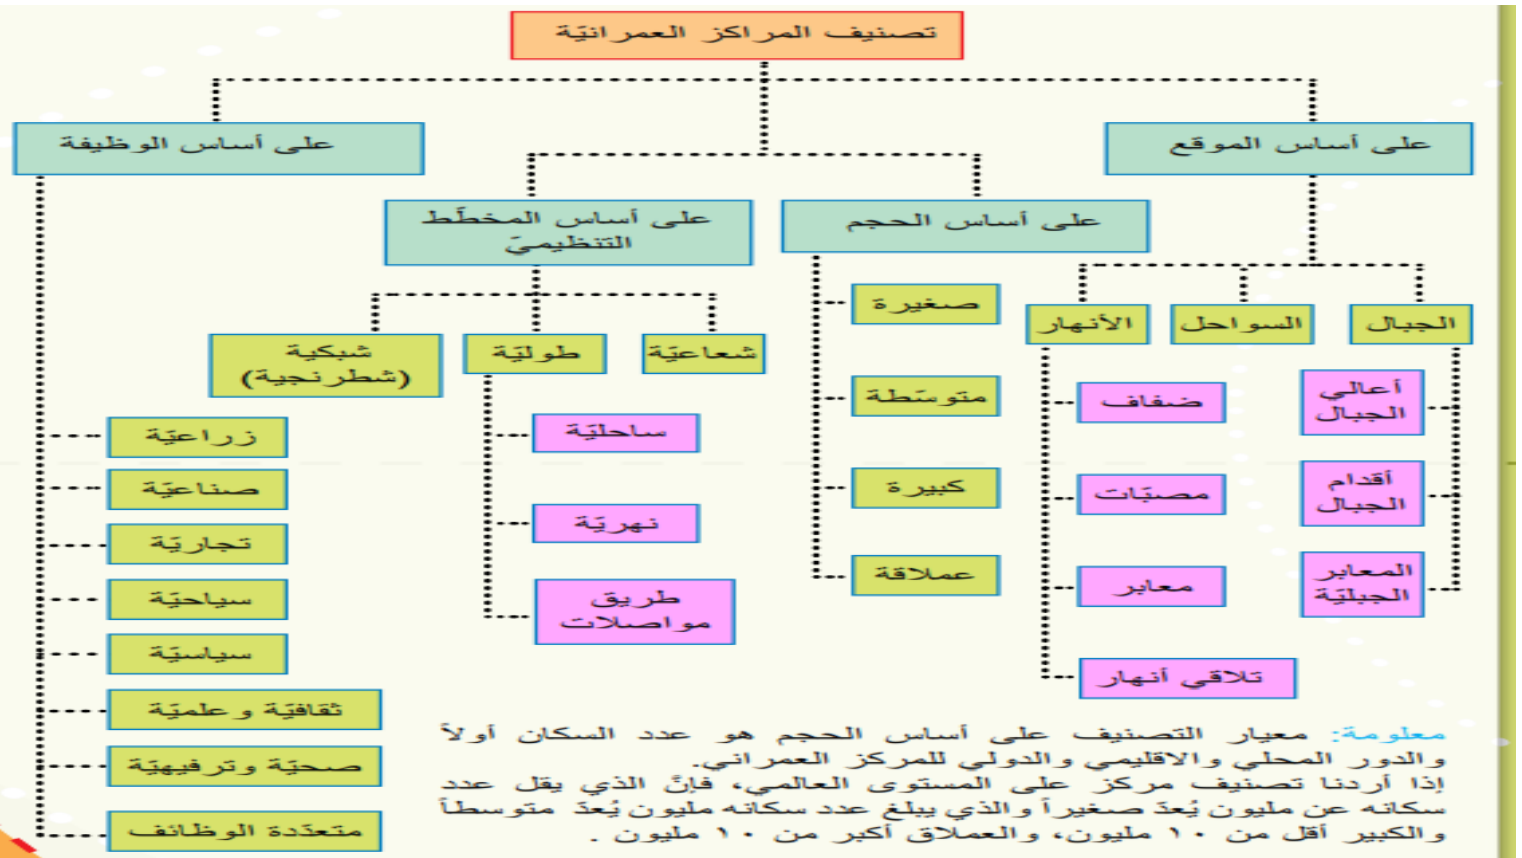 تصنيف المراكز العمرانيّة
على أساس الموقع
الجبال
أعالي
الجبال
أقدام
الجبال
المعابر
الجبليّة
السواحل
الأنهار
ضفاف
مصبّات
معابر
تلاقي أنهار
على أساس الحجم
صغيرة
متوسّطة
كبيرة
عملاقة
على أساس المخطّط
التنظيميّ
شعاعيّة
طوليّة
ساحليّة
نهريّة
طريق
مواصلات
شبكية
(شطرنجية)
على أساس الوظيفة
زراعيّة
صناعيّة
تجاريّة
سياحيّة
سياسيّة
ثقافيّة وعلميّة
صحيّة وترفيهيّة
متعدّدة الوظائف
معلومة: معيار التصنيف على أساس الحجم هو عدد السكان أولاً
والدور المحلي والاقليمي والدولي للمركز العمراني.
إذا أردنا تصنيف مركز على المستوى العالمي، فإنَّ الذي يقل عدد
سكانه عن مليون يُعدّ صغيراً والذي يبلغ عدد سكانه مليون يُعدّ متوسطاً
والكبير أقل من ١٠ مليون، والعملاق أكبر من ١٠ مليون .